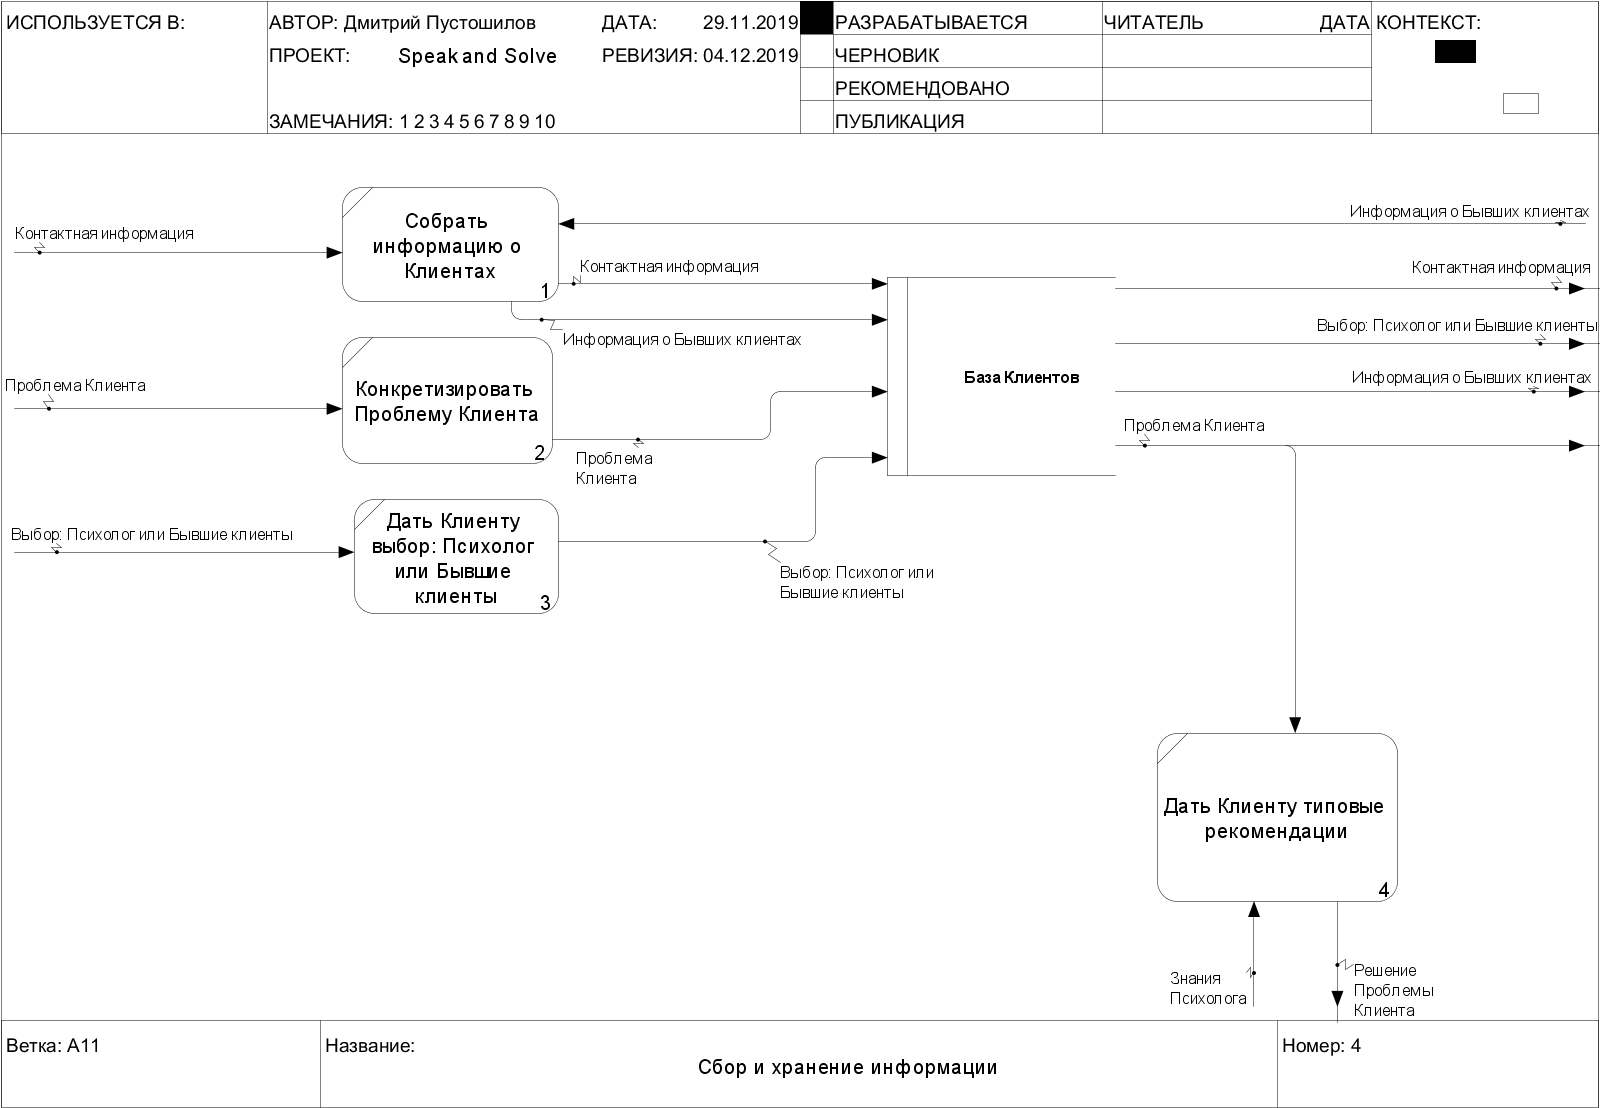 ИСПОЛЬЗУЕТСЯ В:
АВТОР: Дмитрий Пустошилов
ДАТА: 29.11.2019
ПРОЕКТ: Speak and Solve
РЕВИЗИЯ: 04.12.2019
ЗАМЕЧАНИЯ: 1 2 3 4 5 6 7 8 9 10
РАЗРАБАТЫВАЕТСЯ
ЧЕРНОВИК
РЕКОМЕНДОВАНО
ПУБЛИКАЦИЯ
ЧИТАТЕЛЬ
ДАТА
КОНТЕКСТ:
Контактная информация
Собрать
информацию о
Клиентах
1
Информация о Бывших клиентах
Контактная информация
Информация о Бывших клиентах
Проблема Клиента
Конкретизировать
Проблему Клиента
2
Проблема
Клиента
Выбор: Психолог или Бывшие клиенты
Дать Клиенту
выбор: Психолог
или Бывшие
клиенты
3
Выбор: Психолог или
Бывшие клиенты
База Клиентов
Контактная информация
Выбор: Психолог или Бывшие клиенты
Информация о Бывших клиентах
Проблема Клиента
Дать Клиенту типовые
рекомендации
4
Знания
Психолога
Решение
Проблемы
Клиента
Ветка: A11
Название:
Сбор и хранение информации
Номер: 4